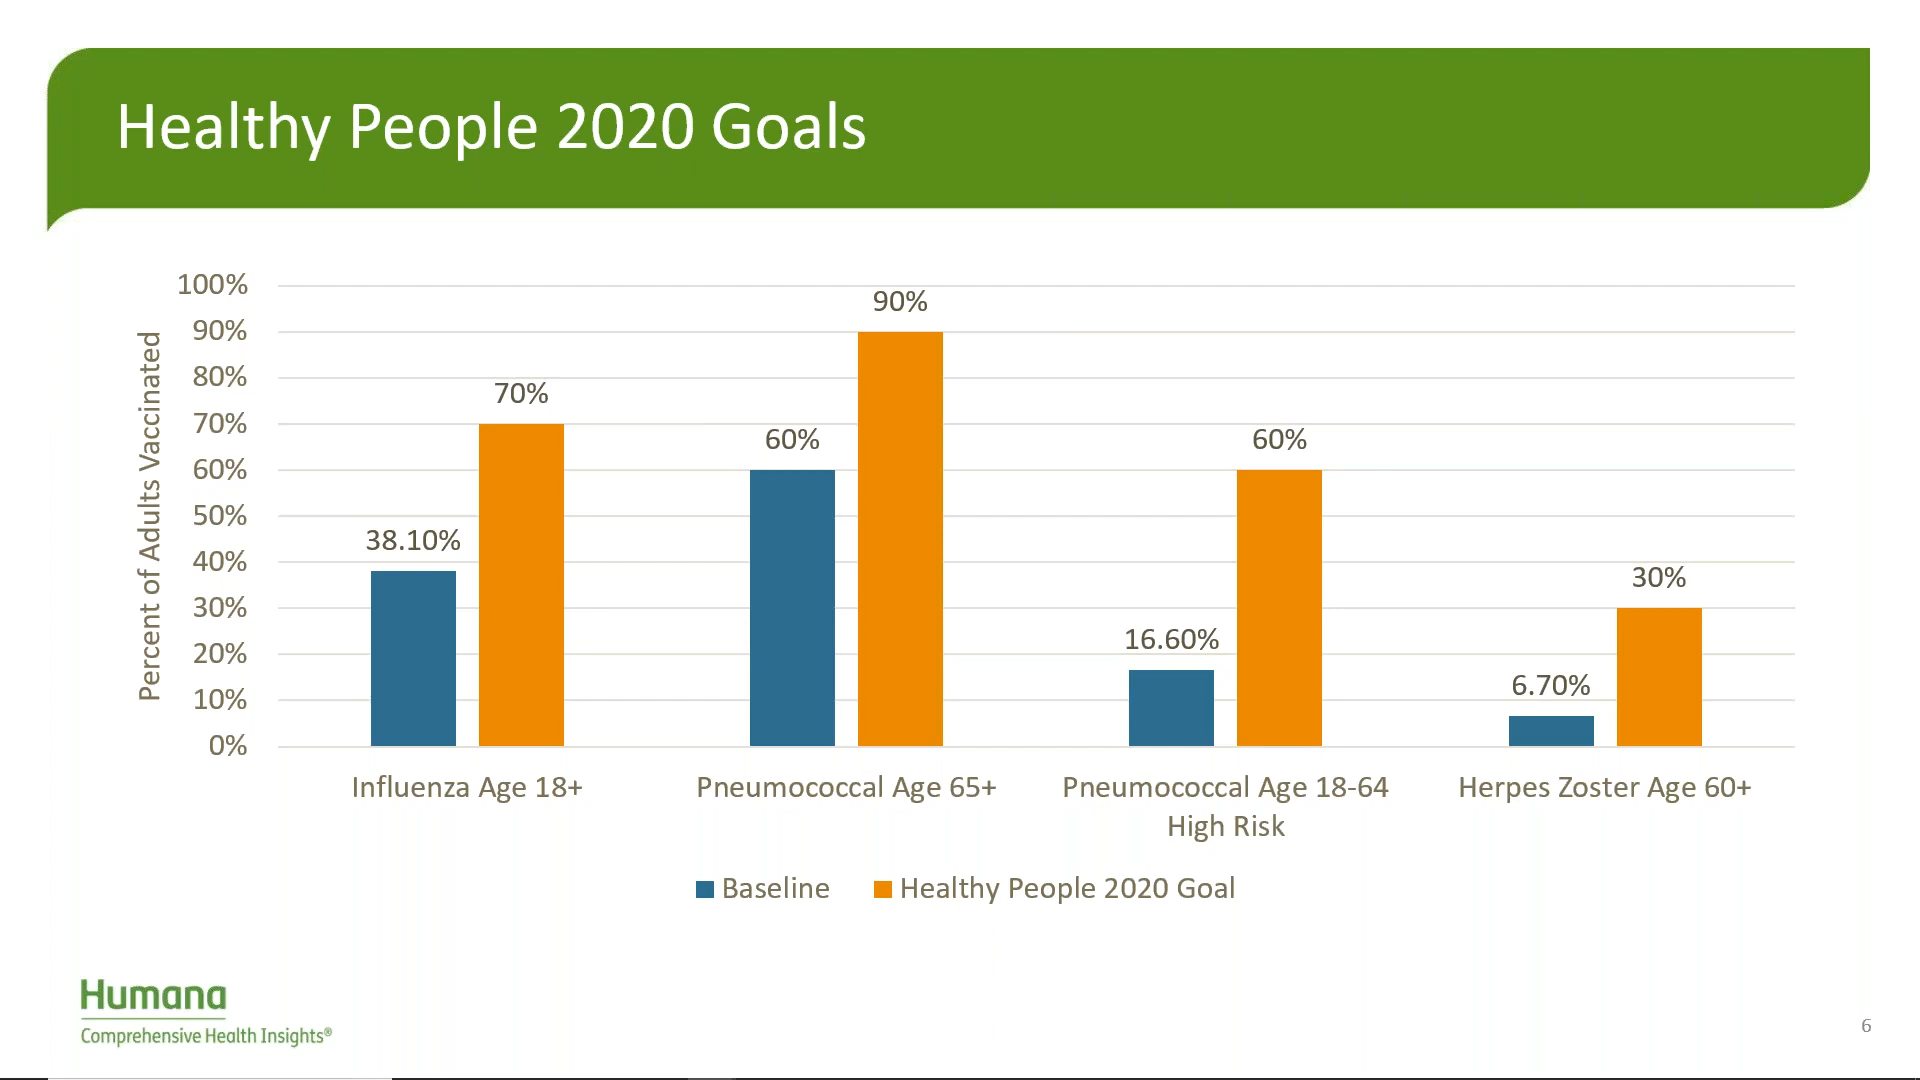 Healthy People 2020 Goals
Percent of Adults Vaccinated
100%
90%
80%
70%
60%
50%
40%
30%
20%
10%
0%
38.10%
70%
60%
90%
16.60%
60%
6.70%
30%
Influenza Age 18+
Pneumococcal Age 65+
Pneumococcal Age 18-64
High Risk
Herpes Zoster Age 60+
Baseline
Healthy People 2020 Goal
Humana
Comprehensive Health Insights®
6